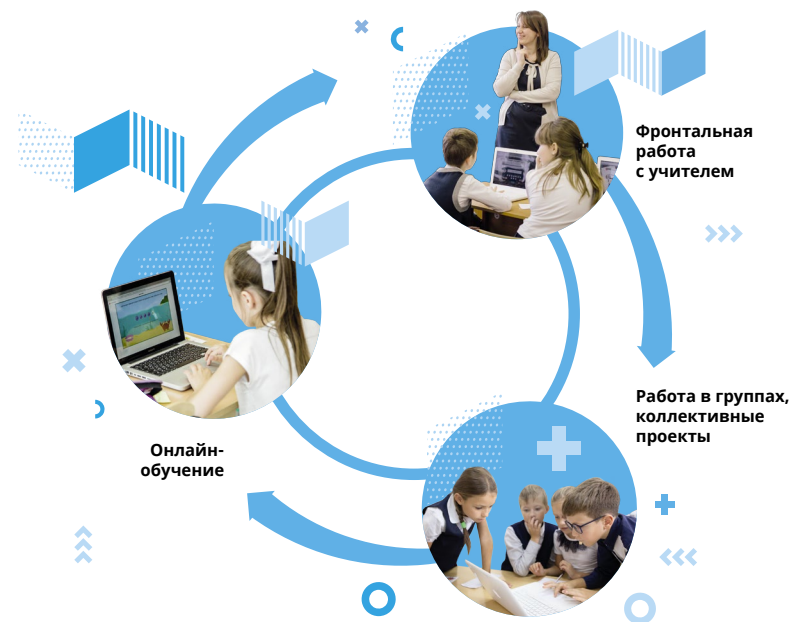 Фронтальная
работа
с учителем
Работа в группах,
коллективные
проекты
Онлайн-
обучение